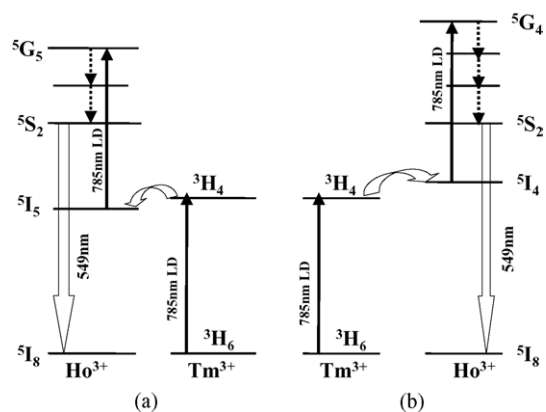 ⁵G₅
⁵S₂
785nm LD
⁵I₅
³H₄
549nm
785nm LD
³H₆
⁵I₈
Ho³⁺
Tm³⁺
(a)
⁵G₄
785nm LD
⁵S₂
³H₄
⁵I₄
549nm
785nm LD
³H₆
⁵I₈
Tm³⁺
Ho³⁺
(b)